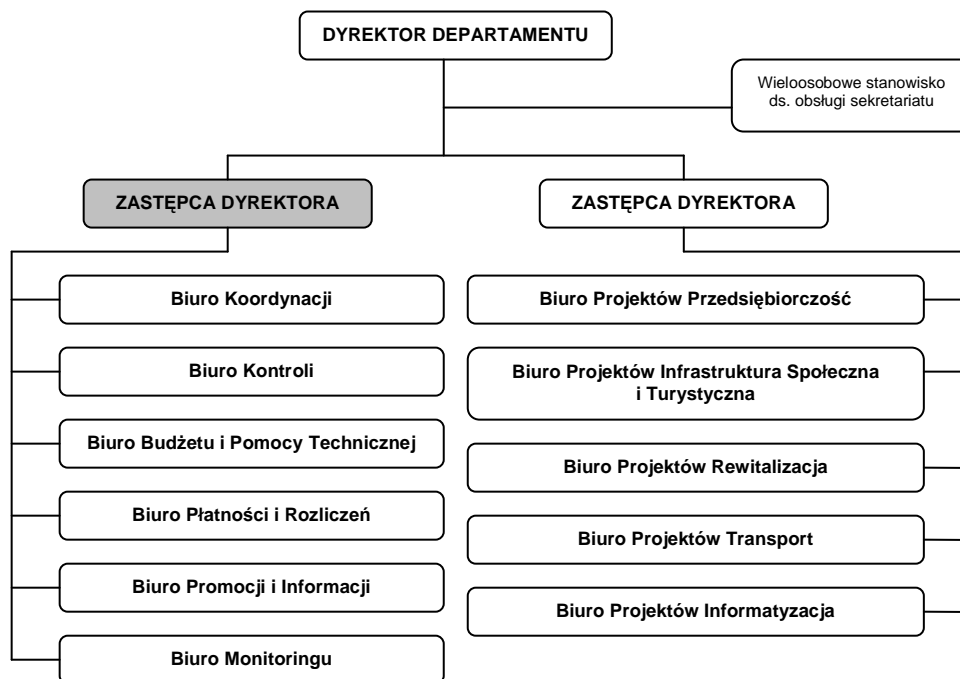 DYREKTOR DEPARTAMENTU
Wieloosobowe stanowisko
ds. obsługi sekretariatu
ZASTĘPCA DYREKTORA
ZASTĘPCA DYREKTORA
Biuro Koordynacji
Biuro Kontroli
Biuro Budżetu i Pomocy Technicznej
Biuro Płatności i Rozliczeń
Biuro Promocji i Informacji
Biuro Monitoringu
Biuro Projektów Przedsiębiorczość
Biuro Projektów Infrastruktura Społeczna
i Turystyczna
Biuro Projektów Rewitalizacja
Biuro Projektów Transport
Biuro Projektów Informatyzacja